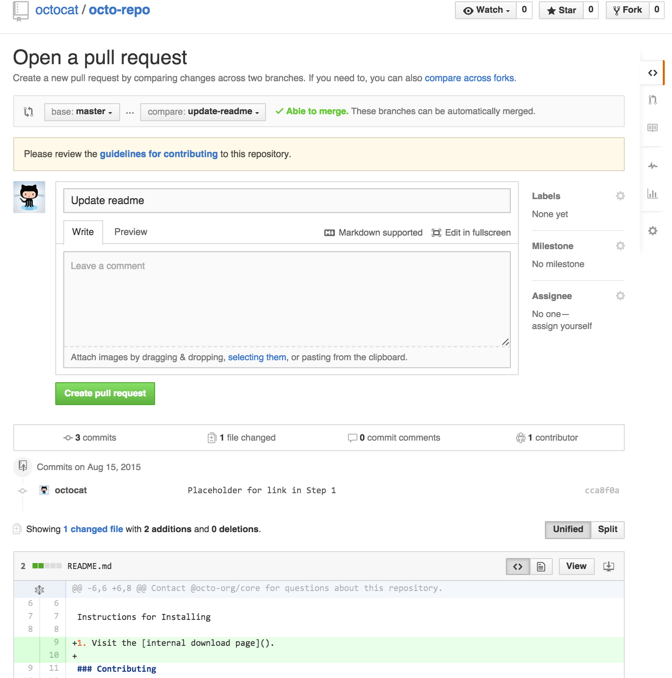 octocat / octo-repo
Watch 0 Star 0 Fork 0
Open a pull request
Create a new pull request by comparing changes across two branches. If you need to, you can also compare across forks.
base: master ... compare: update-readme Able to merge. These branches can be automatically merged.
Please review the guidelines for contributing to this repository.
Update readme
Write Preview Markdown supported Edit in fullscreen
Leave a comment
Attach images by dragging & dropping, selecting them, or pasting from the clipboard.
Labels
None yet
Milestone
No milestone
Assignee
No one—
assign yourself
Create pull request
3 commits 1 file changed 0 commit comments 1 contributor
Commits on Aug 15, 2015
octocat Placeholder for link in Step 1 cca8f0a
Showing 1 changed file with 2 additions and 0 deletions. Unified Split
2 README.md <> View
@@ -6,6 +6,8 @@ Contact @octo-org/core for questions about this repository.
6 6
7 7 Instructions for Installing
8 8
9 +1. Visit the [internal download page]().
10 +
9 11 ### Contributing